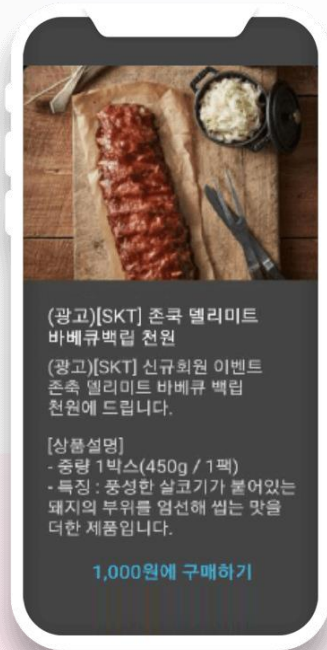 (광고)[SKT] 존쿡 델리미트
바베큐백립 천원
(광고)[SKT] 신규회원 이벤트
존쿡 델리미트 바베큐 백립
천원에 드립니다.
[상품설명]
- 중량 1박스(450g / 1팩)
- 특징 : 풍성한 살코기가 붙어있는
돼지의 부위를 엄선해 씹는 맛을
더한 제품입니다.
1,000원에 구매하기